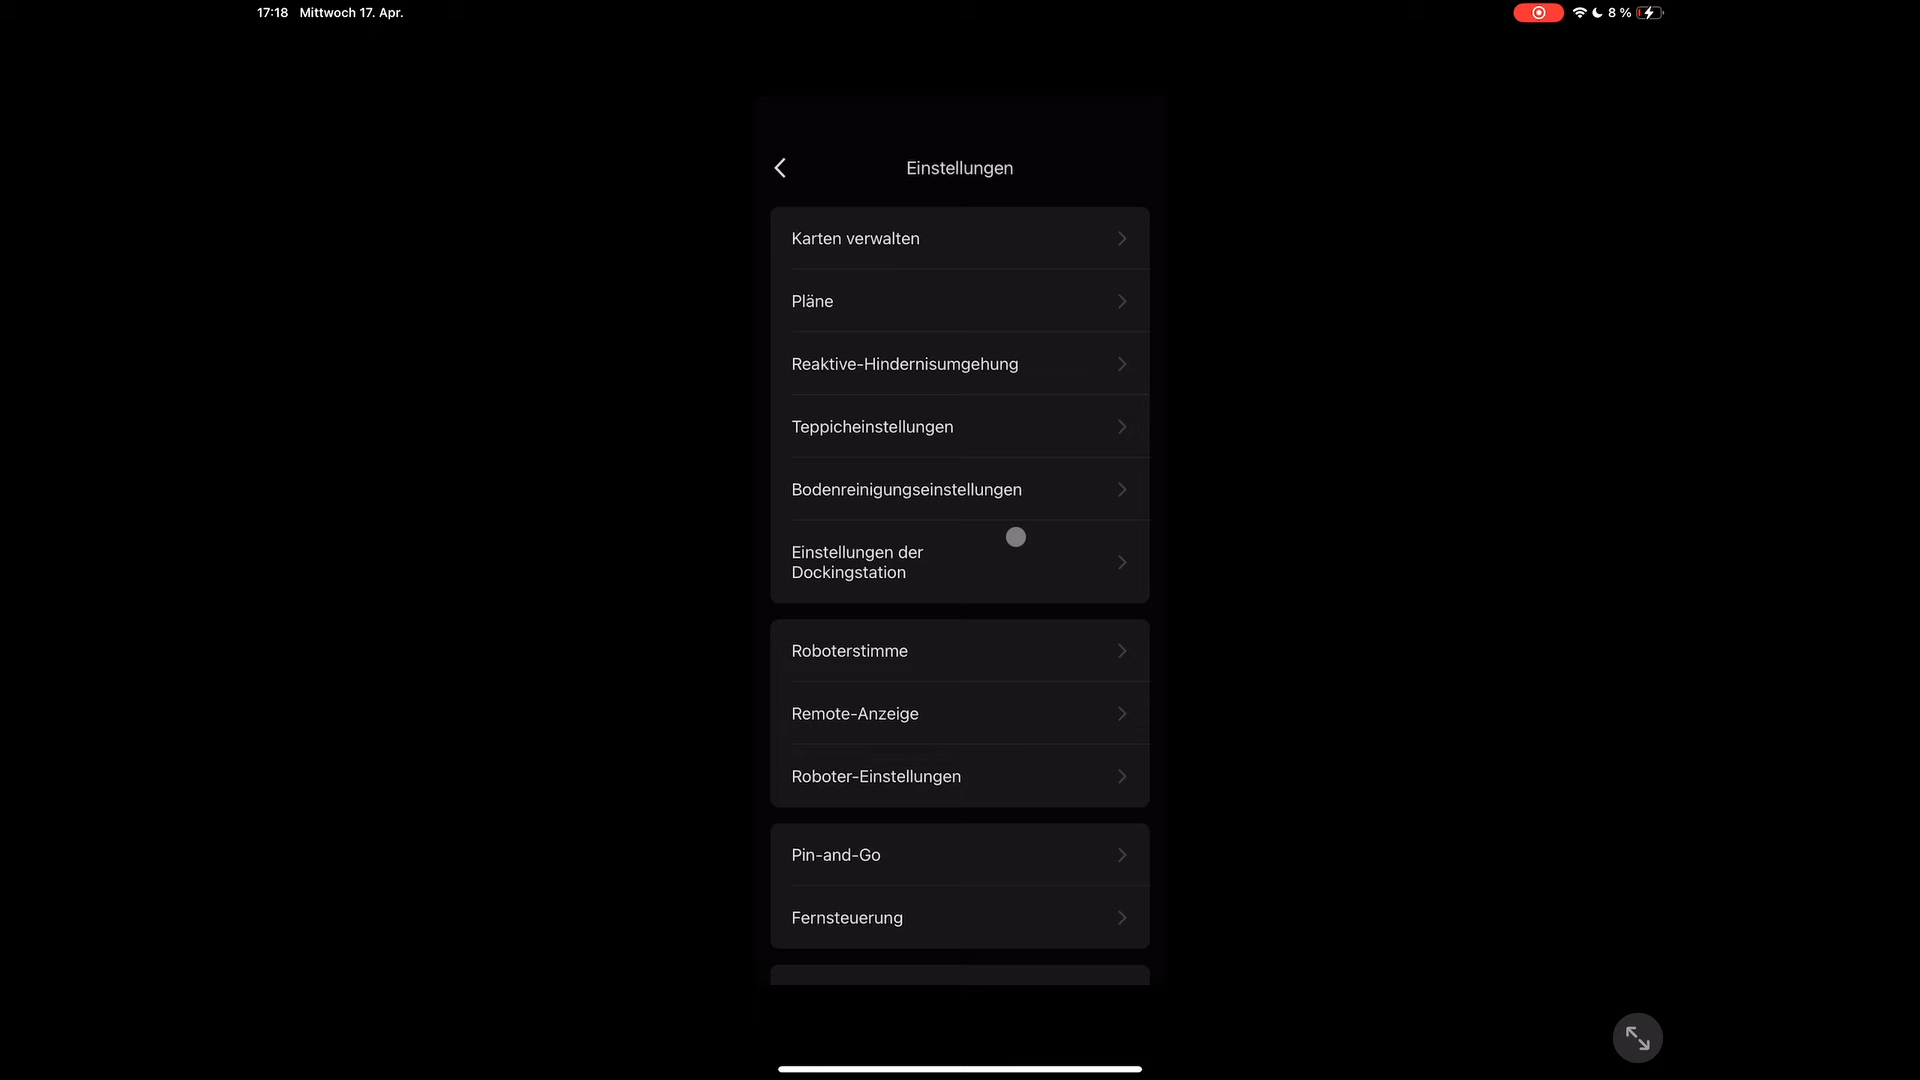 17:18 Mittwoch 17. Apr.
8 %
Einstellungen
Karten verwalten
Pläne
Reaktive-Hindernisumgehung
Teppicheinstellungen
Bodenreinigungseinstellungen
Einstellungen der
Dockingstation
Roboterstimme
Remote-Anzeige
Roboter-Einstellungen
Pin-and-Go
Fernsteuerung